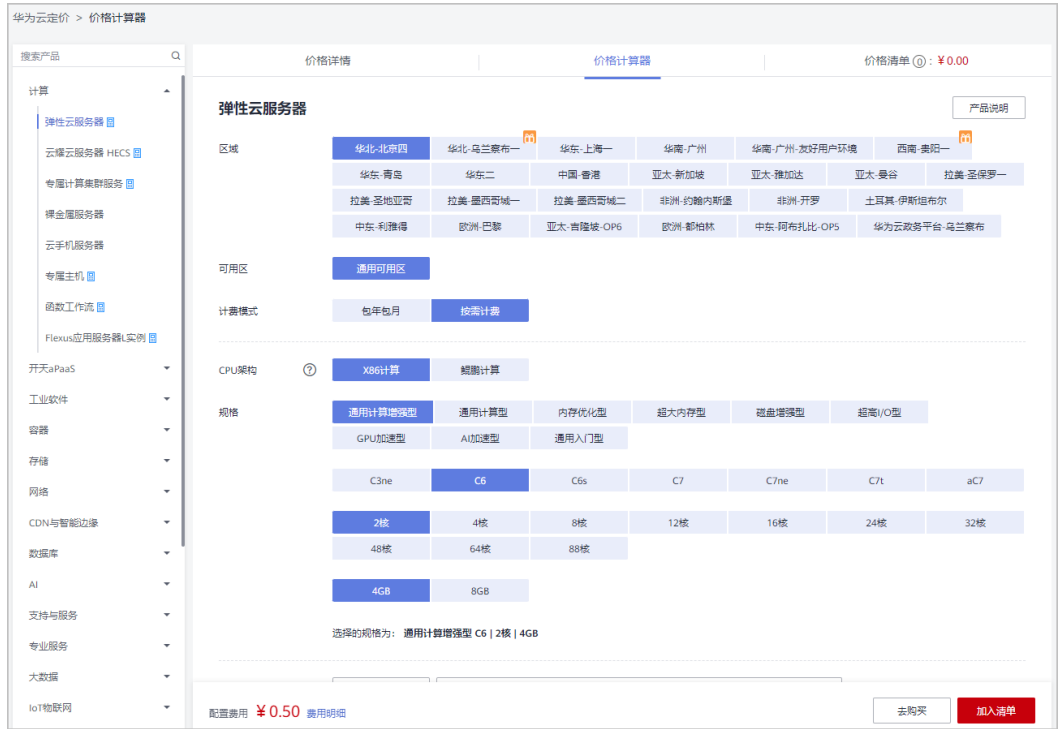 华为云定价 > 价格计算器
搜索产品
计算
弹性云服务器
云耀云服务器 HECS
专属计算集群服务
裸金属服务器
云手机服务器
专属主机
函数工作流
Flexus应用服务器L实例
开天aPaaS
工业软件
容器
存储
网络
CDN与智能边缘
数据库
AI
支持与服务
专业服务
大数据
IoT物联网
价格详情 价格计算器 价格清单 0 : ¥0.00
弹性云服务器 产品说明
区域 华北-北京四 华北-乌兰察布一 华东-上海一 华南-广州 华南-广州-友好用户环境 西南-贵阳一
华东-青岛 华东二 中国-香港 亚太-新加坡 亚太-雅加达 亚太-曼谷 拉美-圣保罗一
拉美-圣地亚哥 拉美-墨西哥城一 拉美-墨西哥城二 非洲-约翰内斯堡 非洲-开罗 土耳其-伊斯坦布尔
中东-利雅得 欧洲-巴黎 亚太-吉隆坡-OP6 欧洲-都柏林 中东-阿布扎比-OP5 华为云政务平台-乌兰察布
可用区 通用可用区
计费模式 包年包月 按需计费
CPU架构 ? X86计算 鲲鹏计算
规格 通用计算增强型 通用计算型 内存优化型 超大内存型 磁盘增强型 超高I/O型
GPU加速型 AI加速型 通用入门型
C3ne C6 C6s C7 C7ne C7t aC7
2核 4核 8核 12核 16核 24核 32核
48核 64核 88核
4GB 8GB
选择的规格为: 通用计算增强型 C6 | 2核 | 4GB
配置费用 ¥0.50 费用明细 去购买 加入清单